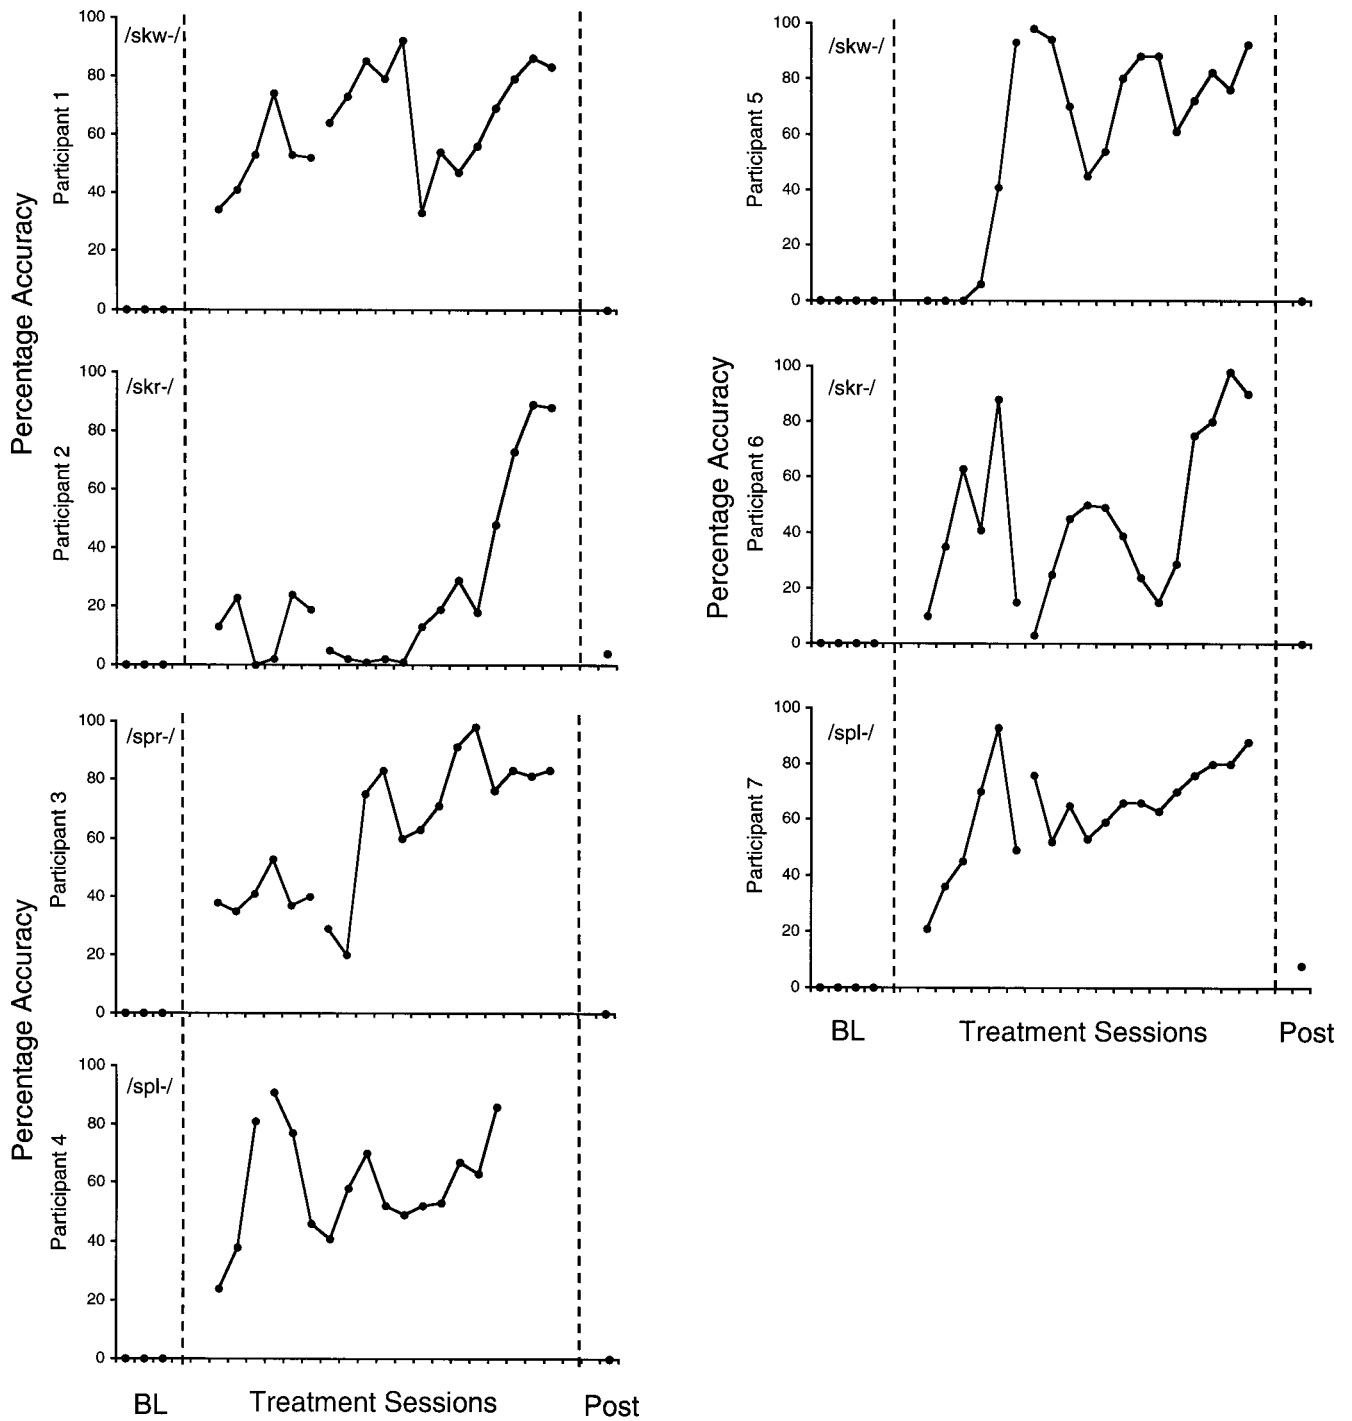 Percentage Accuracy
Participant 1
/skw-/
100
80
60
40
20
0
Participant 2
/skr-/
100
80
60
40
20
0
Percentage Accuracy
Participant 3
/spr-/
100
80
60
40
20
0
Participant 4
/spl-/
100
80
60
40
20
0
BL Treatment Sessions Post
Percentage Accuracy
Participant 5
/skw-/
100
80
60
40
20
0
Participant 6
/skr-/
100
80
60
40
20
0
Participant 7
/spl-/
100
80
60
40
20
0
BL Treatment Sessions Post